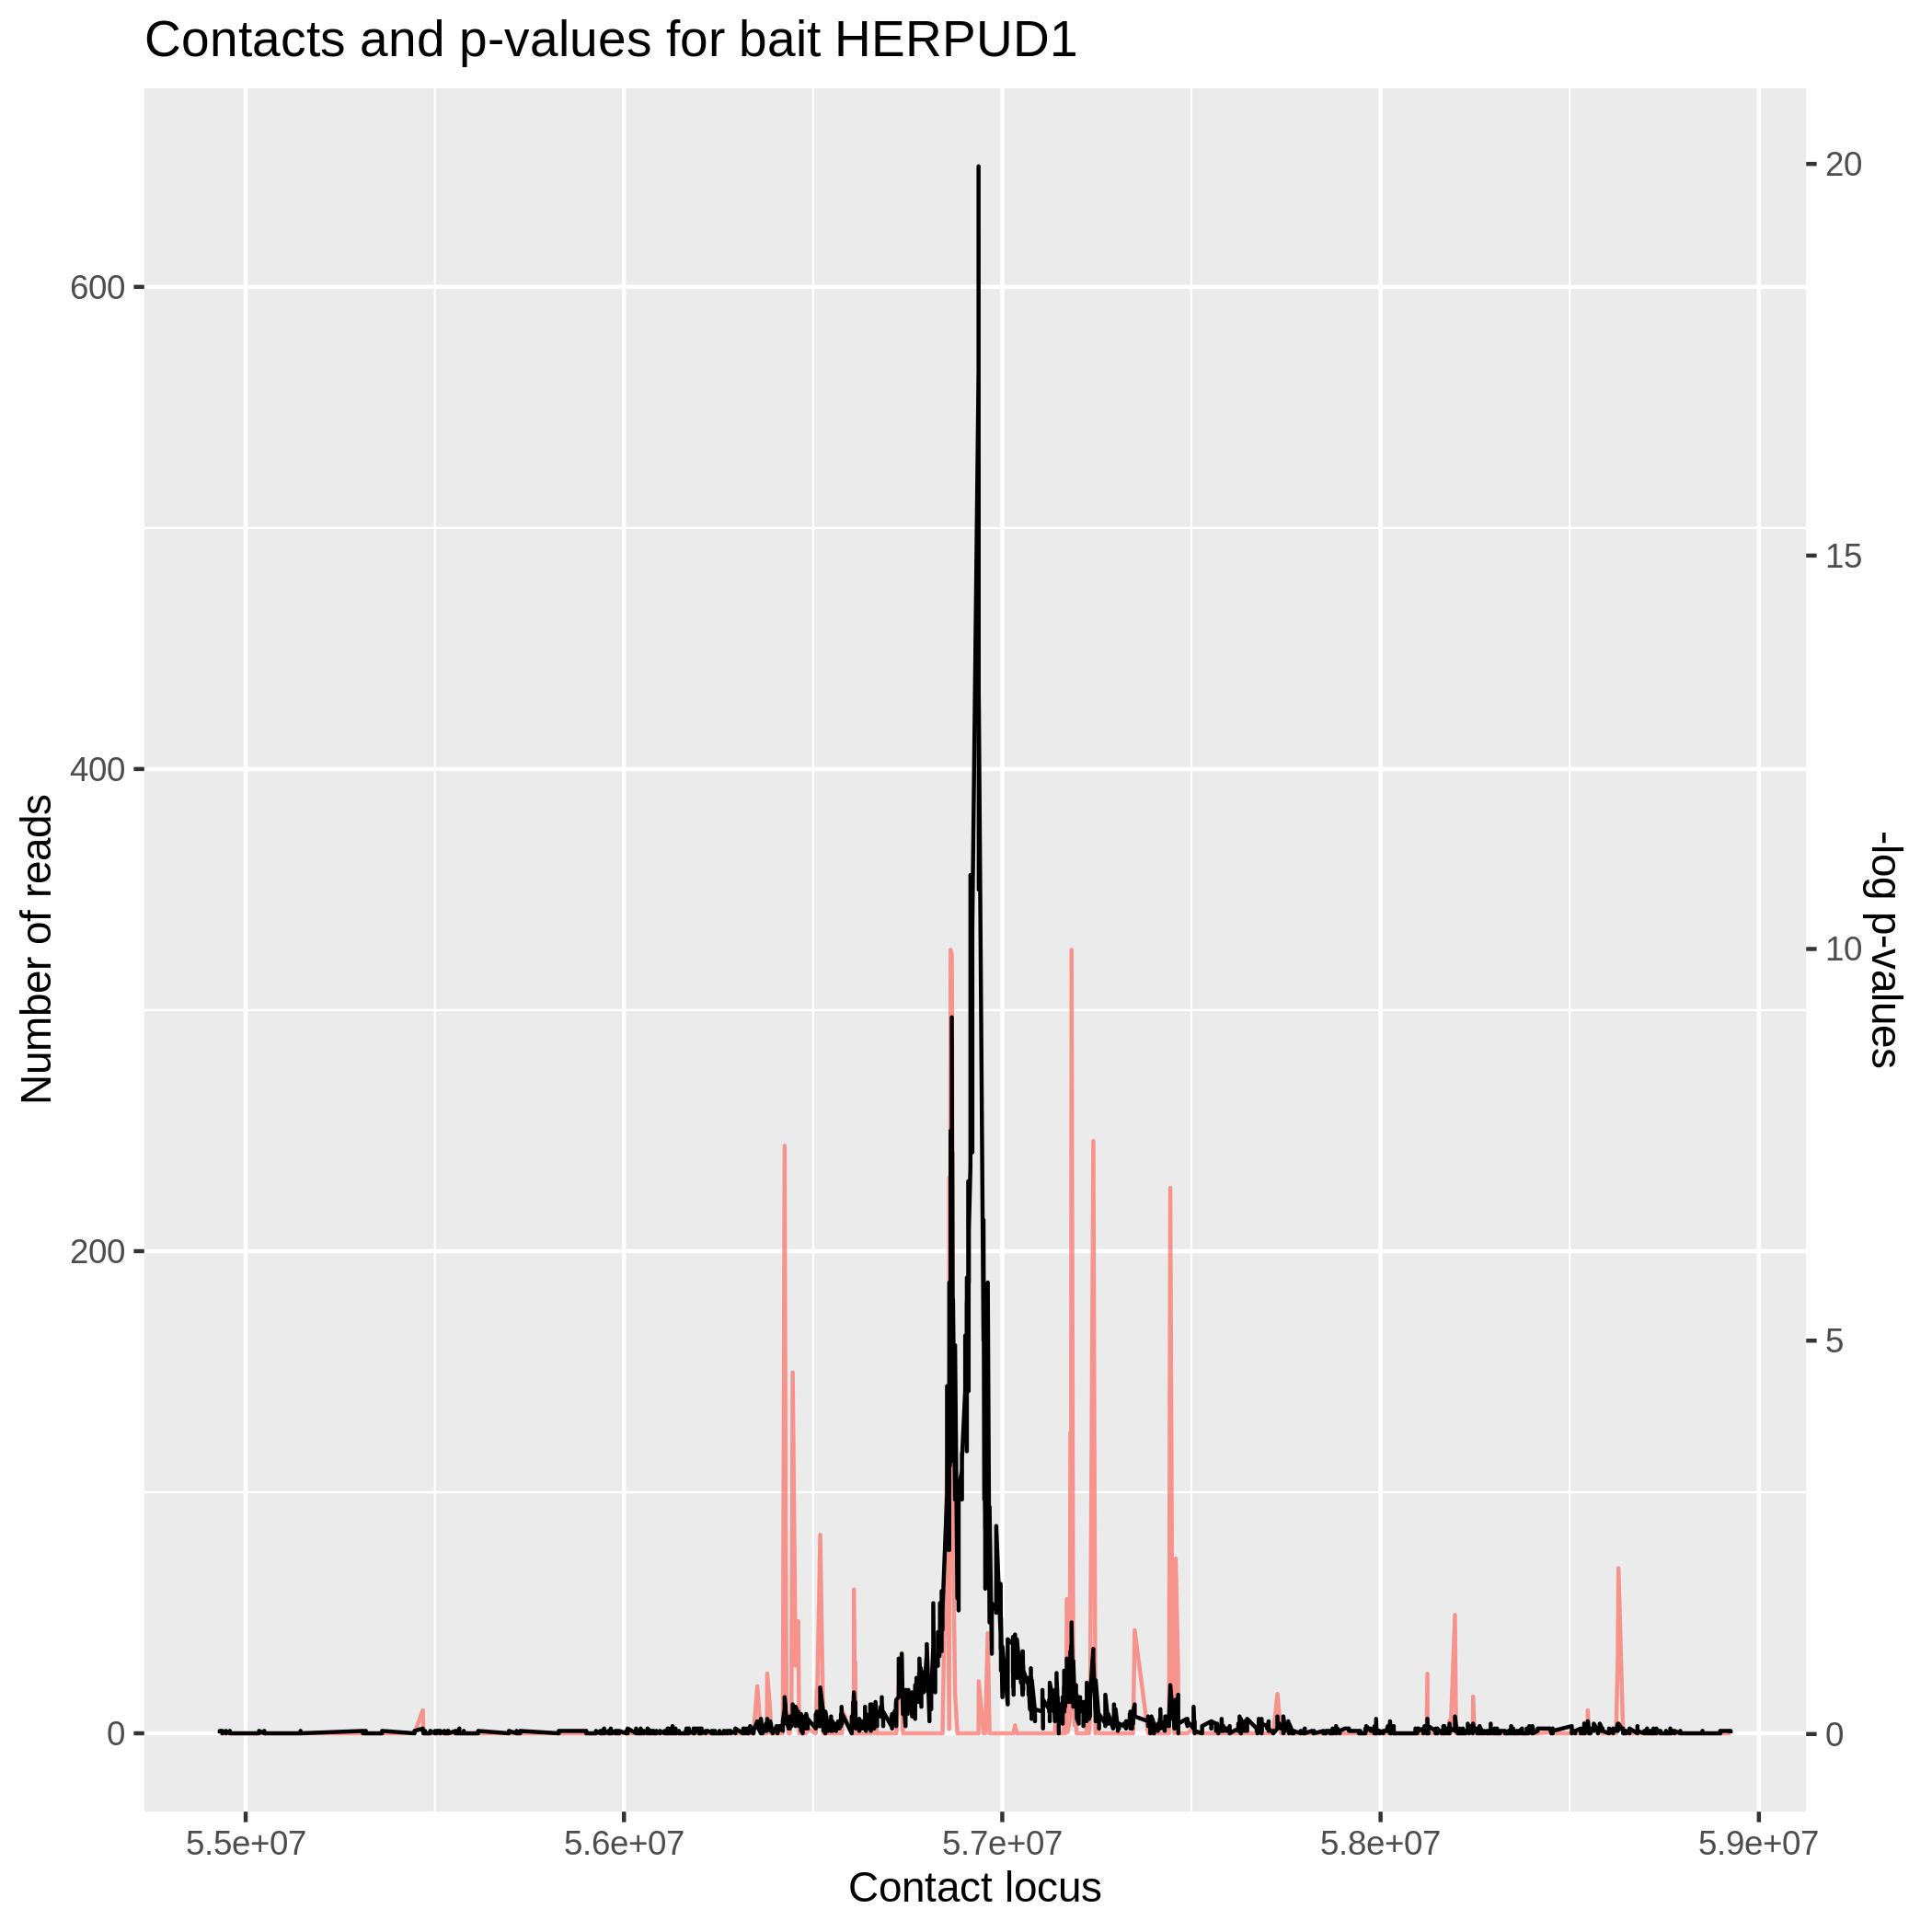 Contacts and p-values for bait HERPUD1
Number of reads
600
400
200
0
20
15
10
5
0
-log p-values
5.5e+07
5.6e+07
5.7e+07
5.8e+07
5.9e+07
Contact locus